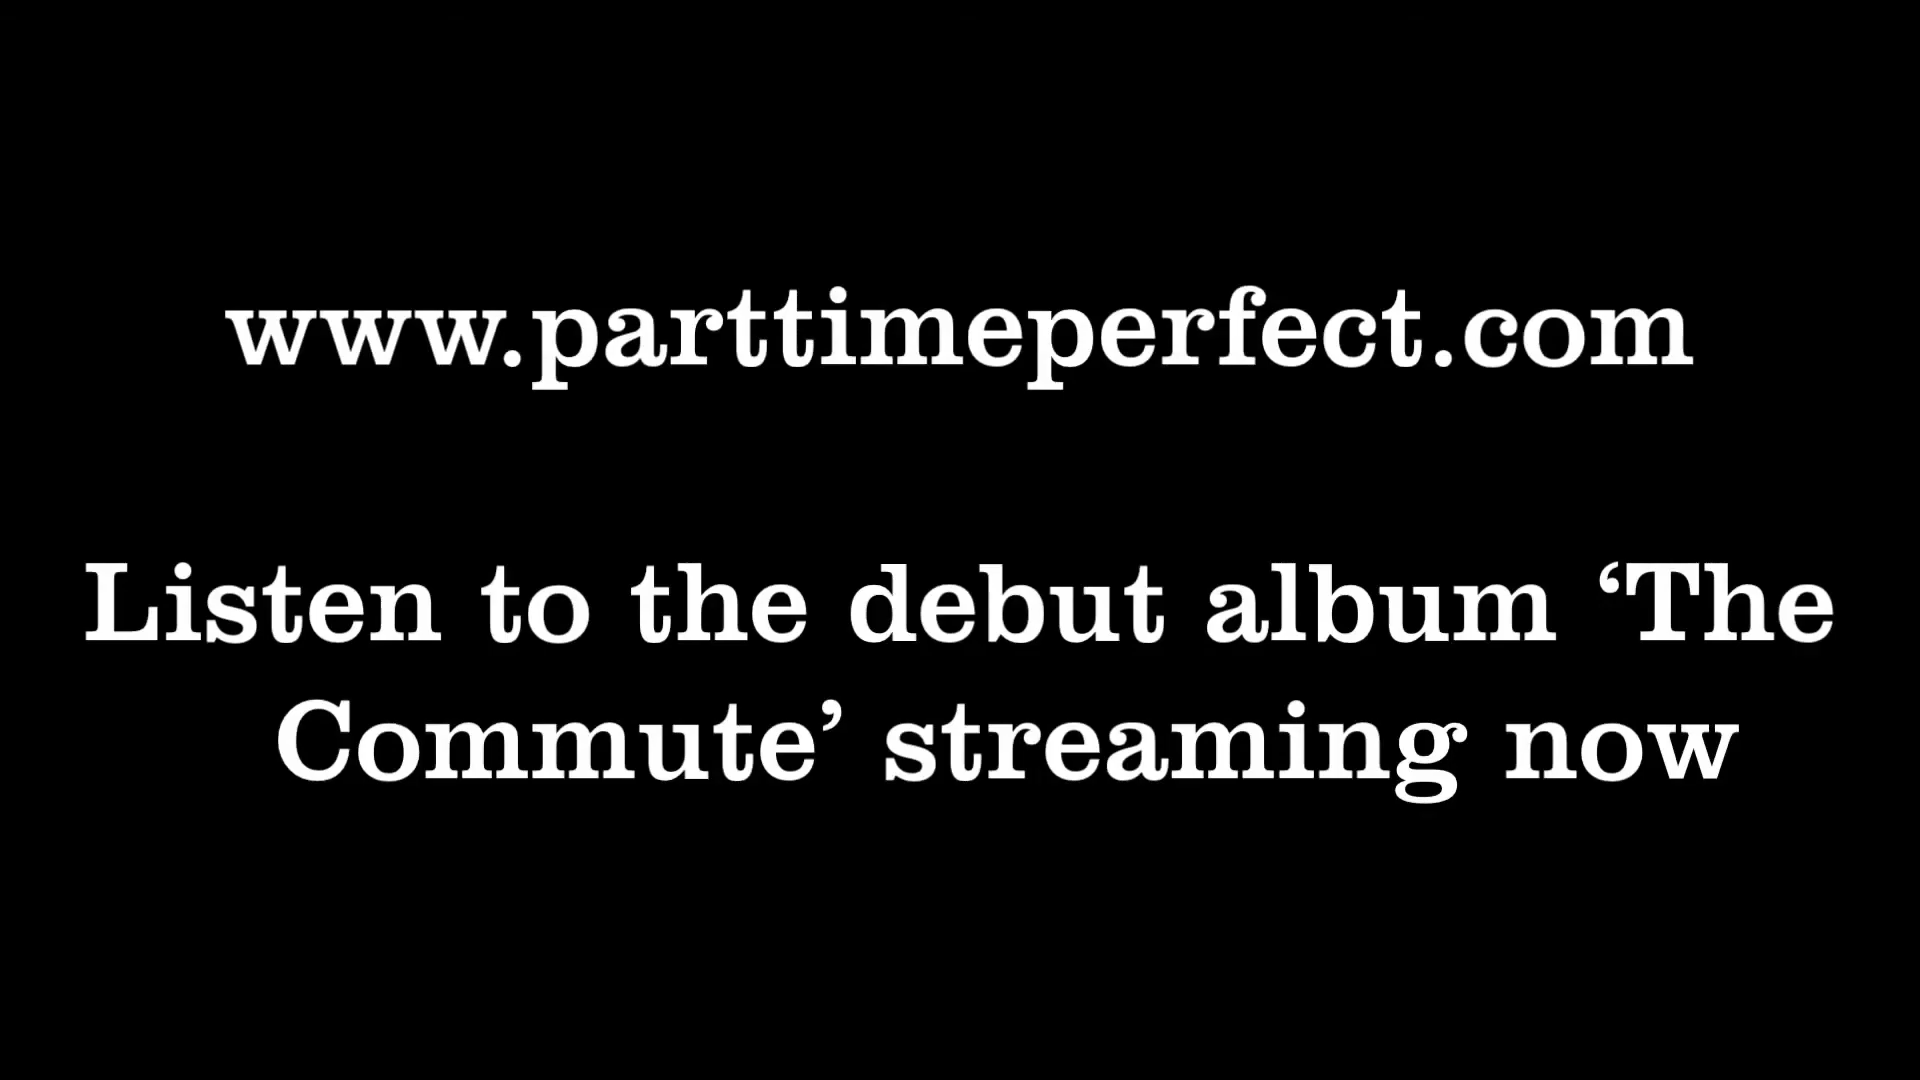 www.parttimeperfect.com
Listen to the debut album ‘The
Commute’ streaming now